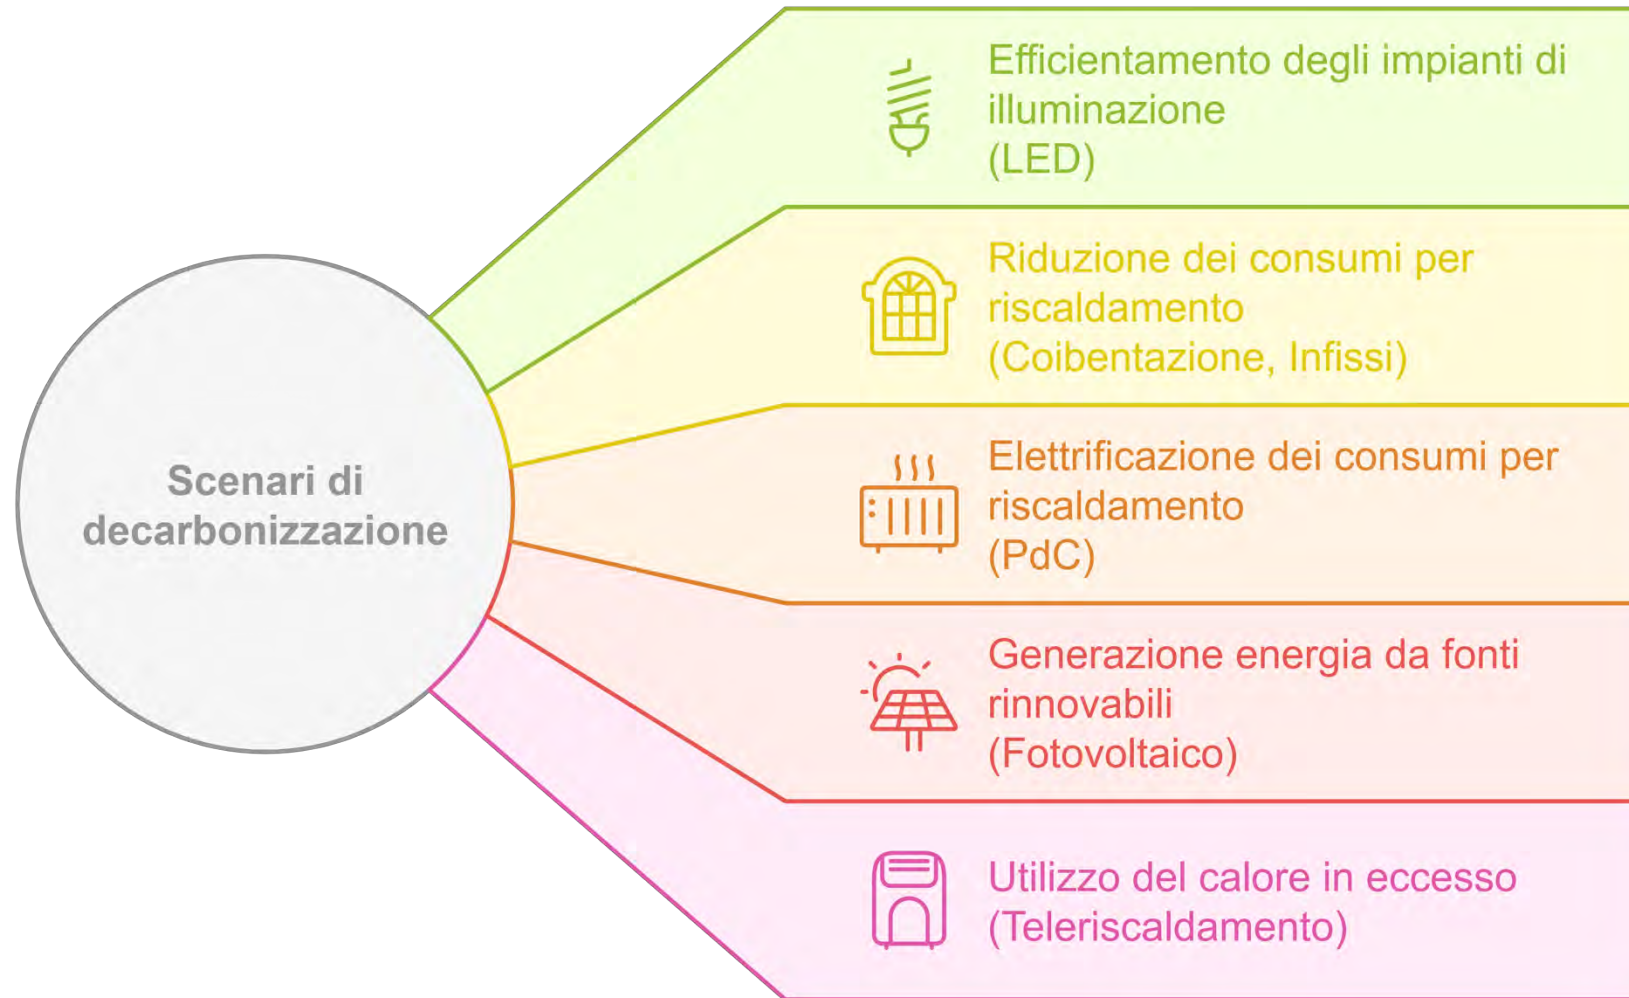 Scenari di
decarbonizzazione
Efficientamento degli impianti di
illuminazione
(LED)
Riduzione dei consumi per
riscaldamento
(Coibentazione, Infissi)
Elettrificazione dei consumi per
riscaldamento
(PdC)
Generazione energia da fonti
rinnovabili
(Fotovoltaico)
Utilizzo del calore in eccesso
(Teleriscaldamento)